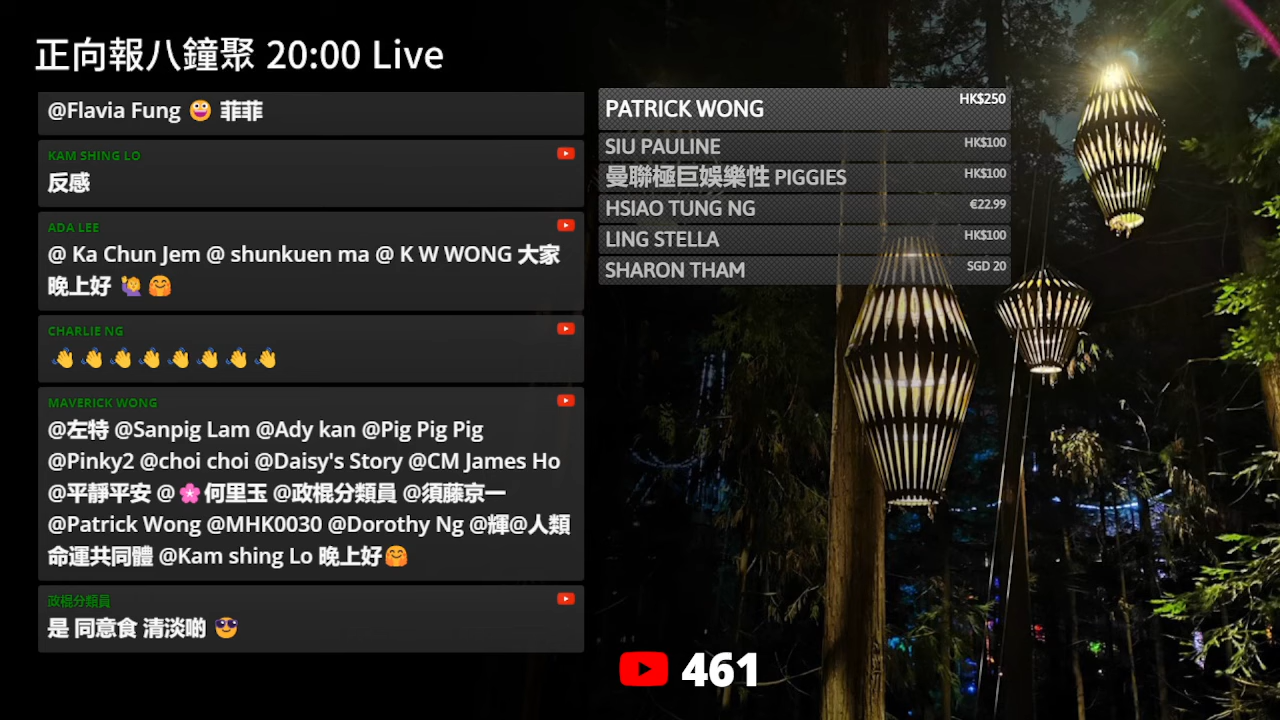 正向報八鐘聚 20:00 Live
@Flavia Fung 😀 菲菲
KAM SHING LO
反感
ADA LEE
@ Ka Chun Jem @ shunkuen ma @ K W WONG 大家
晚上好 🙋 🤗
CHARLIE NG
👋👋👋👋👋👋👋👋
MAVERICK WONG
@左特 @Sanpig Lam @Ady kan @Pig Pig Pig
@Pinky2 @choi choi @Daisy's Story @CM James Ho
@平靜平安 @🌸何里玉 @政棍分類員 @須藤京一
@Patrick Wong @MHK0030 @Dorothy Ng @輝@人類
命運共同體 @Kam shing Lo 晚上好🤗
政棍分類員
是 同意食 清淡啲 😎
PATRICK WONG HK$250
SIU PAULINE HK$100
曼聯極巨娛樂性 PIGGIES HK$100
HSIAO TUNG NG €22.99
LING STELLA HK$100
SHARON THAM SGD 20
461